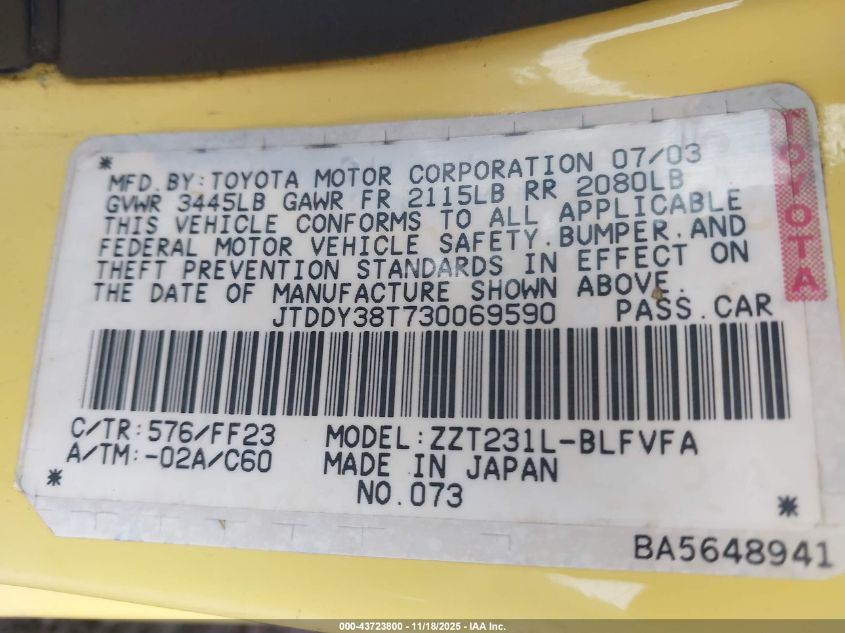 * MFD.BY:TOYOTA MOTOR CORPORATION 07/03
GVWR 3445LB GAWR FR 2115LB RR 2080LB
THIS VEHICLE CONFORMS TO ALL APPLICABLE
FEDERAL MOTOR VEHICLE SAFETY.BUMPER.AND
THEFT PREVENTION STANDARDS IN EFFECT ON
THE DATE OF MANUFACTURE SHOWN ABOVE.
JTDDY38T730069590 PASS.CAR
TOYOTA
C/TR:576/FF23 MODEL:ZZT231L-BLFVFA
A/TM:-02A/C60 MADE IN JAPAN
* NO.073 *
BA5648941
000-43723800 - 11/18/2025 - IAA Inc.